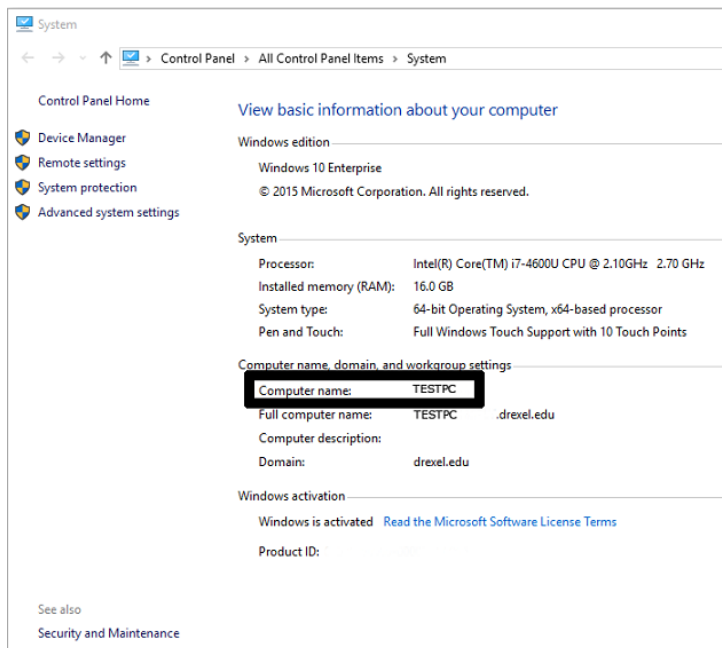 System
Control Panel > All Control Panel Items > System
Control Panel Home
Device Manager
Remote settings
System protection
Advanced system settings
View basic information about your computer
Windows edition
Windows 10 Enterprise
© 2015 Microsoft Corporation. All rights reserved.
System
Processor: Intel(R) Core(TM) i7-4600U CPU @ 2.10GHz 2.70 GHz
Installed memory (RAM): 16.0 GB
System type: 64-bit Operating System, x64-based processor
Pen and Touch: Full Windows Touch Support with 10 Touch Points
Computer name, domain, and workgroup settings
Computer name: TESTPC
Full computer name: TESTPC .drexel.edu
Computer description:
Domain: drexel.edu
Windows activation
Windows is activated Read the Microsoft Software License Terms
Product ID:
See also
Security and Maintenance